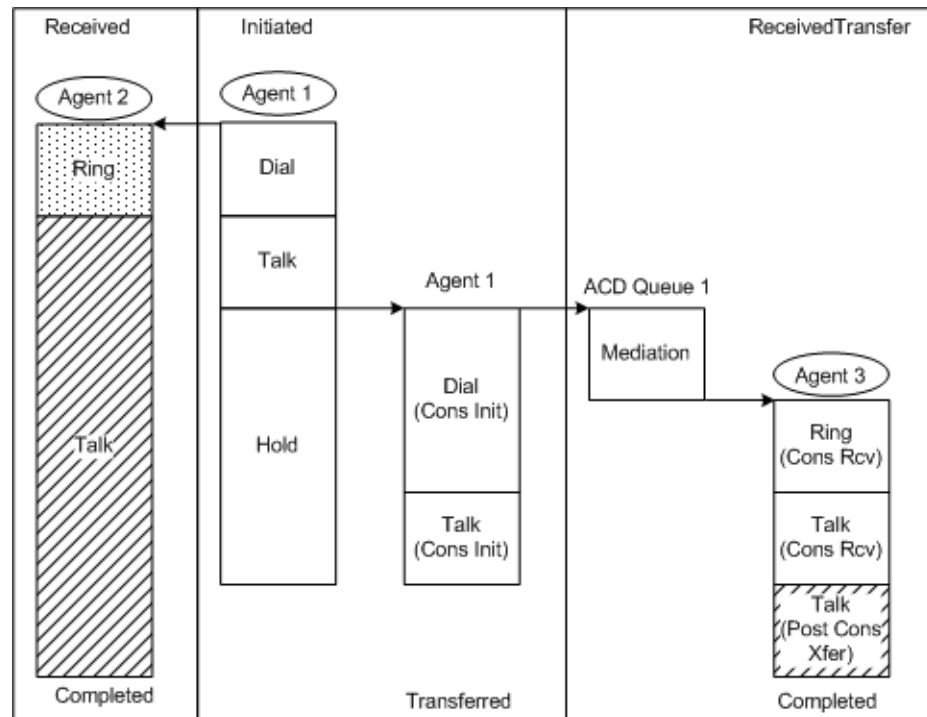 Received
Initiated
ReceivedTransfer
Agent 2
Agent 1
Ring
Dial
Talk
Agent 1
ACD Queue 1
Mediation
Agent 3
Dial
(Cons Init)
Talk
Hold
Ring
(Cons Rcv)
Talk
(Cons Init)
Talk
(Cons Rcv)
Talk
(Post Cons
Xfer)
Completed
Transferred
Completed